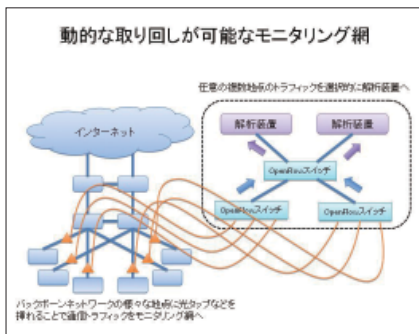 動的な取り回しが可能なモニタリング網
任意の複数地点のトラフィックを選択的に解析装置へ
インターネット
解析装置
解析装置
OpenFlowスイッチ
OpenFlowスイッチ
OpenFlowスイッチ
バックボーンネットワークの様々な地点に光タップなどを
挿れることで通信トラフィックをモニタリング網へ